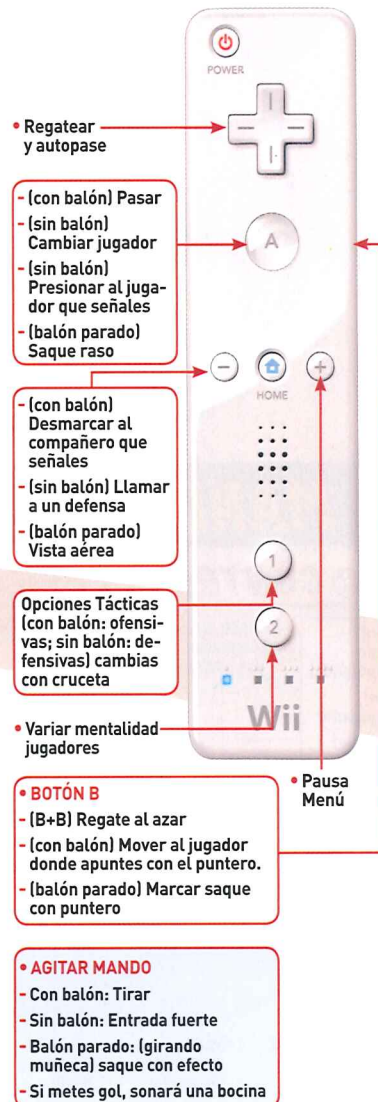 POWER
• Regatear
y autopase
- (con balón) Pasar
- (sin balón)
Cambiar jugador
- (sin balón)
Presionar al juga-
dor que señales
- (balón parado)
Saque raso
A
−
HOME
+
- (con balón)
Desmarcar al
compañero que
señales
- (sin balón) Llamar
a un defensa
- (balón parado)
Vista aérea
1
Opciones Tácticas
(con balón: ofensi-
vas; sin balón: de-
fensivas) cambias
con cruceta
2
Wii
• Variar mentalidad
jugadores
• Pausa
Menú
• BOTÓN B
- (B+B) Regate al azar
- (con balón) Mover al jugador
donde apuntes con el puntero.
- (balón parado) Marcar saque
con puntero
• AGITAR MANDO
- Con balón: Tirar
- Sin balón: Entrada fuerte
- Balón parado: (girando
muñeca) saque con efecto
- Si metes gol, sonará una bocina